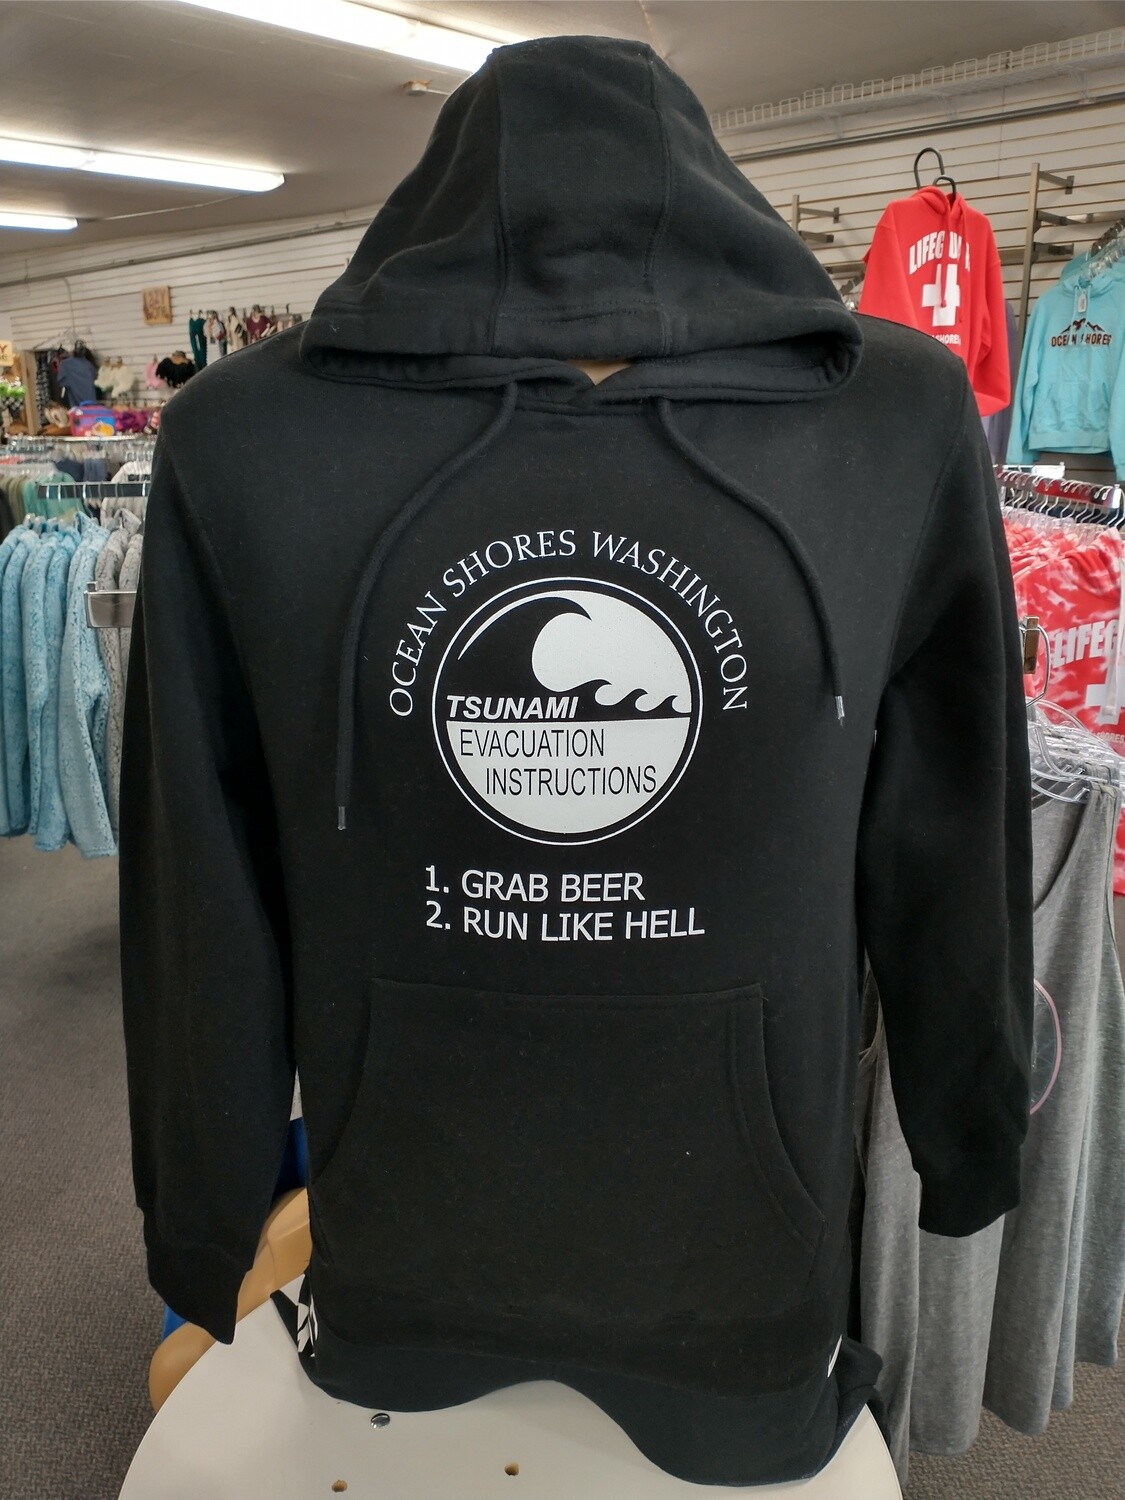 OCEAN SHORES WASHINGTON
TSUNAMI
EVACUATION
INSTRUCTIONS
1. GRAB BEER
2. RUN LIKE HELL
OCEAN SHORES